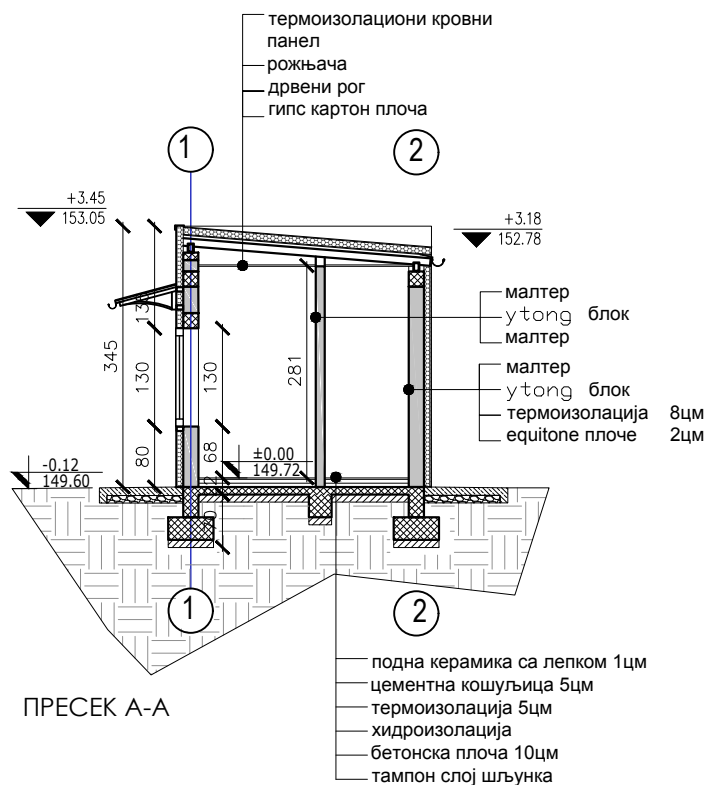 термоизолациони кровни
панел
рожњача
дрвени рог
гипс картон плоча
1
2
+3.45
153.05
+3.18
152.78
малтер
ytong блок
малтер
малтер
ytong блок
термоизолација 8цм
equitone плоче 2цм
345
130
80
130
68
281
-0.12
149.60
±0.00
149.72
1
2
подна керамика са лепком 1цм
цементна кошуљица 5цм
термоизолација 5цм
хидроизолација
бетонска плоча 10цм
тампон слој шљунка
ПРЕСЕК А-А